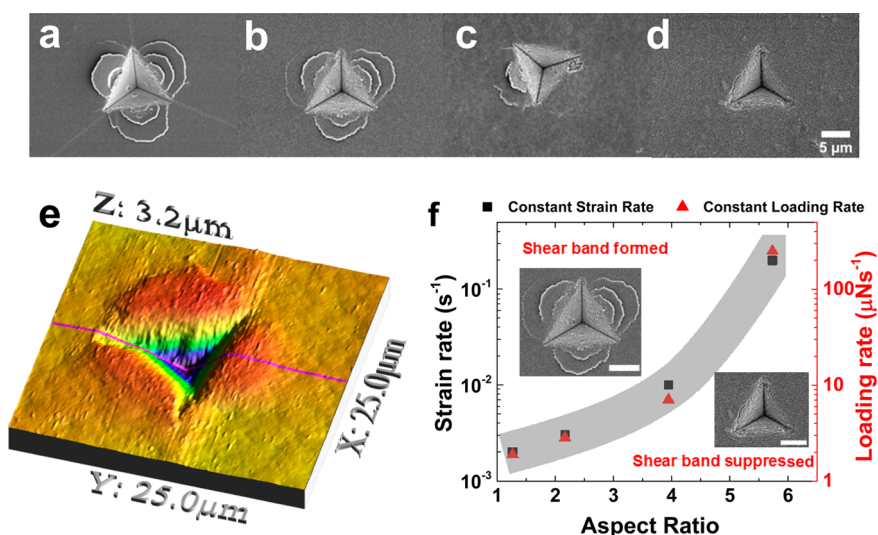 a
b
c
d
5 μm
e
Z: 3.2μm
X: 25.0μm
Y: 25.0μm
f
Constant Strain Rate
Constant Loading Rate
Shear band formed
Shear band suppressed
Strain rate (s⁻¹)
10⁻¹
10⁻²
10⁻³
Loading rate (μNs⁻¹)
100
10
1
1 2 3 4 5 6
Aspect Ratio